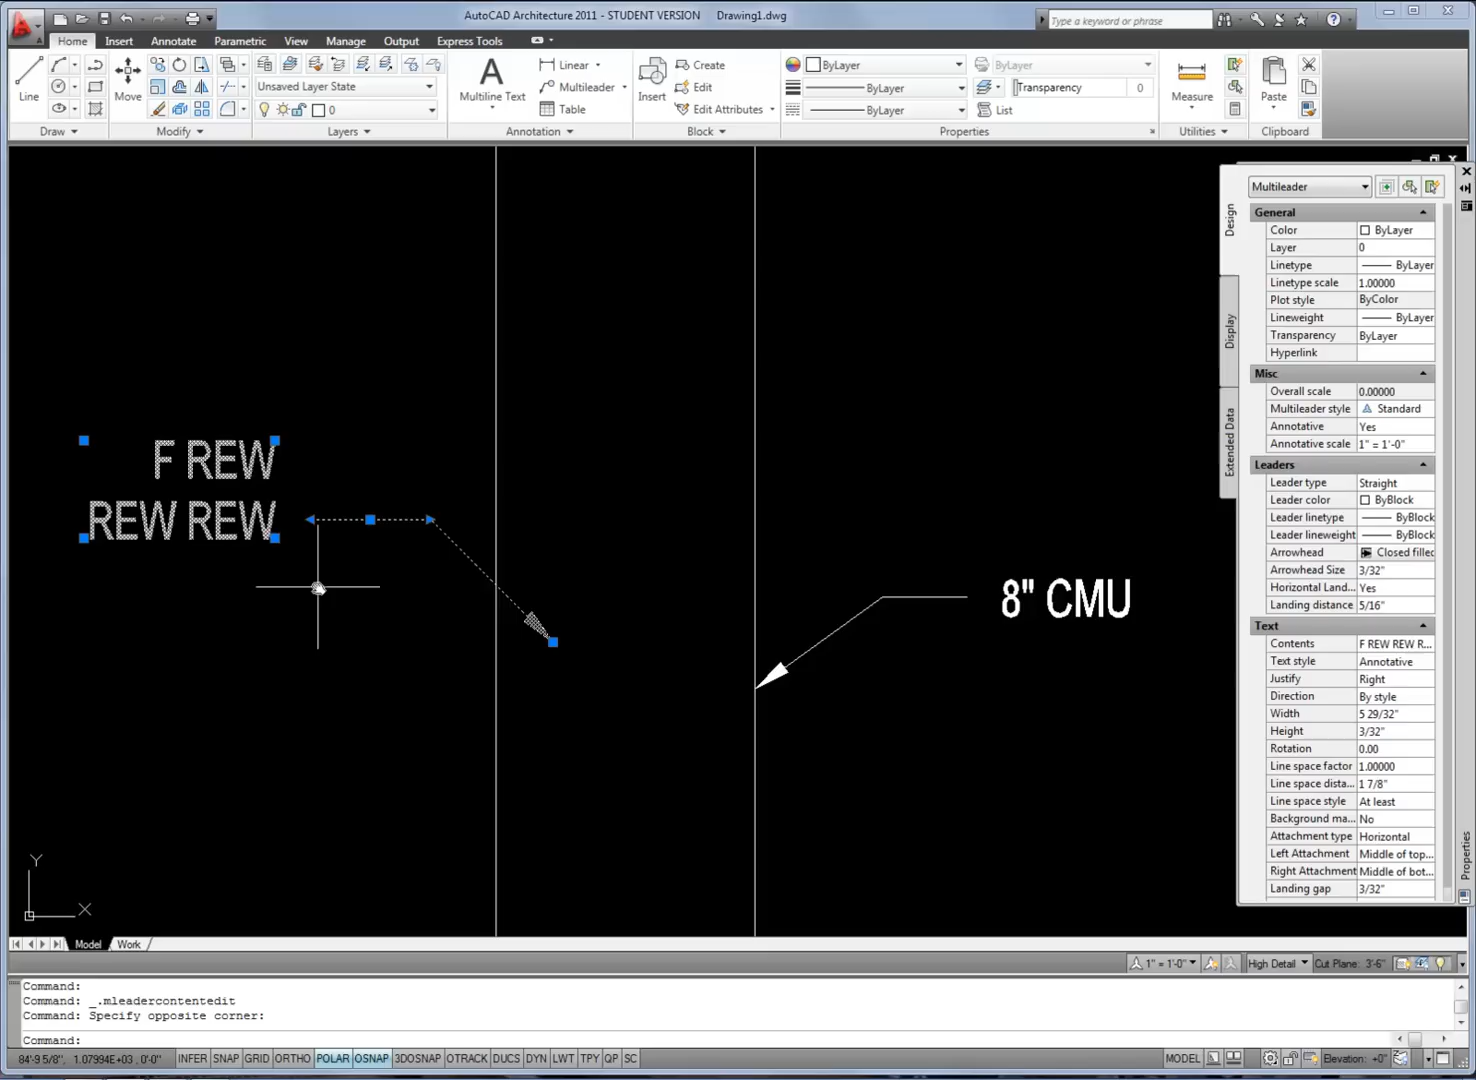 AutoCAD Architecture 2011 - STUDENT VERSION Drawing1.dwg
Type a keyword or phrase
Home Insert Annotate Parametric View Manage Output Express Tools
Line
Move
Unsaved Layer State
0
Multiline Text
Linear
Multileader
Table
Insert
Create
Edit
Edit Attributes
ByLayer
ByLayer
ByLayer
ByLayer
Transparency 0
List
Measure
Paste
Draw Modify Layers Annotation Block Properties Utilities Clipboard
F REW
REW REW
8" CMU
Y
X
Design
Display
Extended Data
Properties
Multileader
General
Color ByLayer
Layer 0
Linetype ByLayer
Linetype scale 1.00000
Plot style ByColor
Lineweight ByLayer
Transparency ByLayer
Hyperlink
Misc
Overall scale 0.00000
Multileader style Standard
Annotative Yes
Annotative scale 1" = 1'-0"
Leaders
Leader type Straight
Leader color ByBlock
Leader linetype ByBlock
Leader lineweight ByBlock
Arrowhead Closed filled
Arrowhead Size 3/32"
Horizontal Land... Yes
Landing distance 5/16"
Text
Contents F REW REW R...
Text style Annotative
Justify Right
Direction By style
Width 5 29/32"
Height 3/32"
Rotation 0.00
Line space factor 1.00000
Line space dista... 1 7/8"
Line space style At least
Background ma... No
Attachment type Horizontal
Left Attachment Middle of top...
Right Attachment Middle of bot...
Landing gap 3/32"
Model Work
1" = 1'-0" High Detail Cut Plane: 3'-6"
Command:
Command: _.mleadercontentedit
Command: Specify opposite corner:
Command:
84'-9 5/8", 1.07994E+03 , 0'-0" INFER SNAP GRID ORTHO POLAR OSNAP 3DOSNAP OTRACK DUCS DYN LWT TPY QP SC MODEL Elevation: +0"